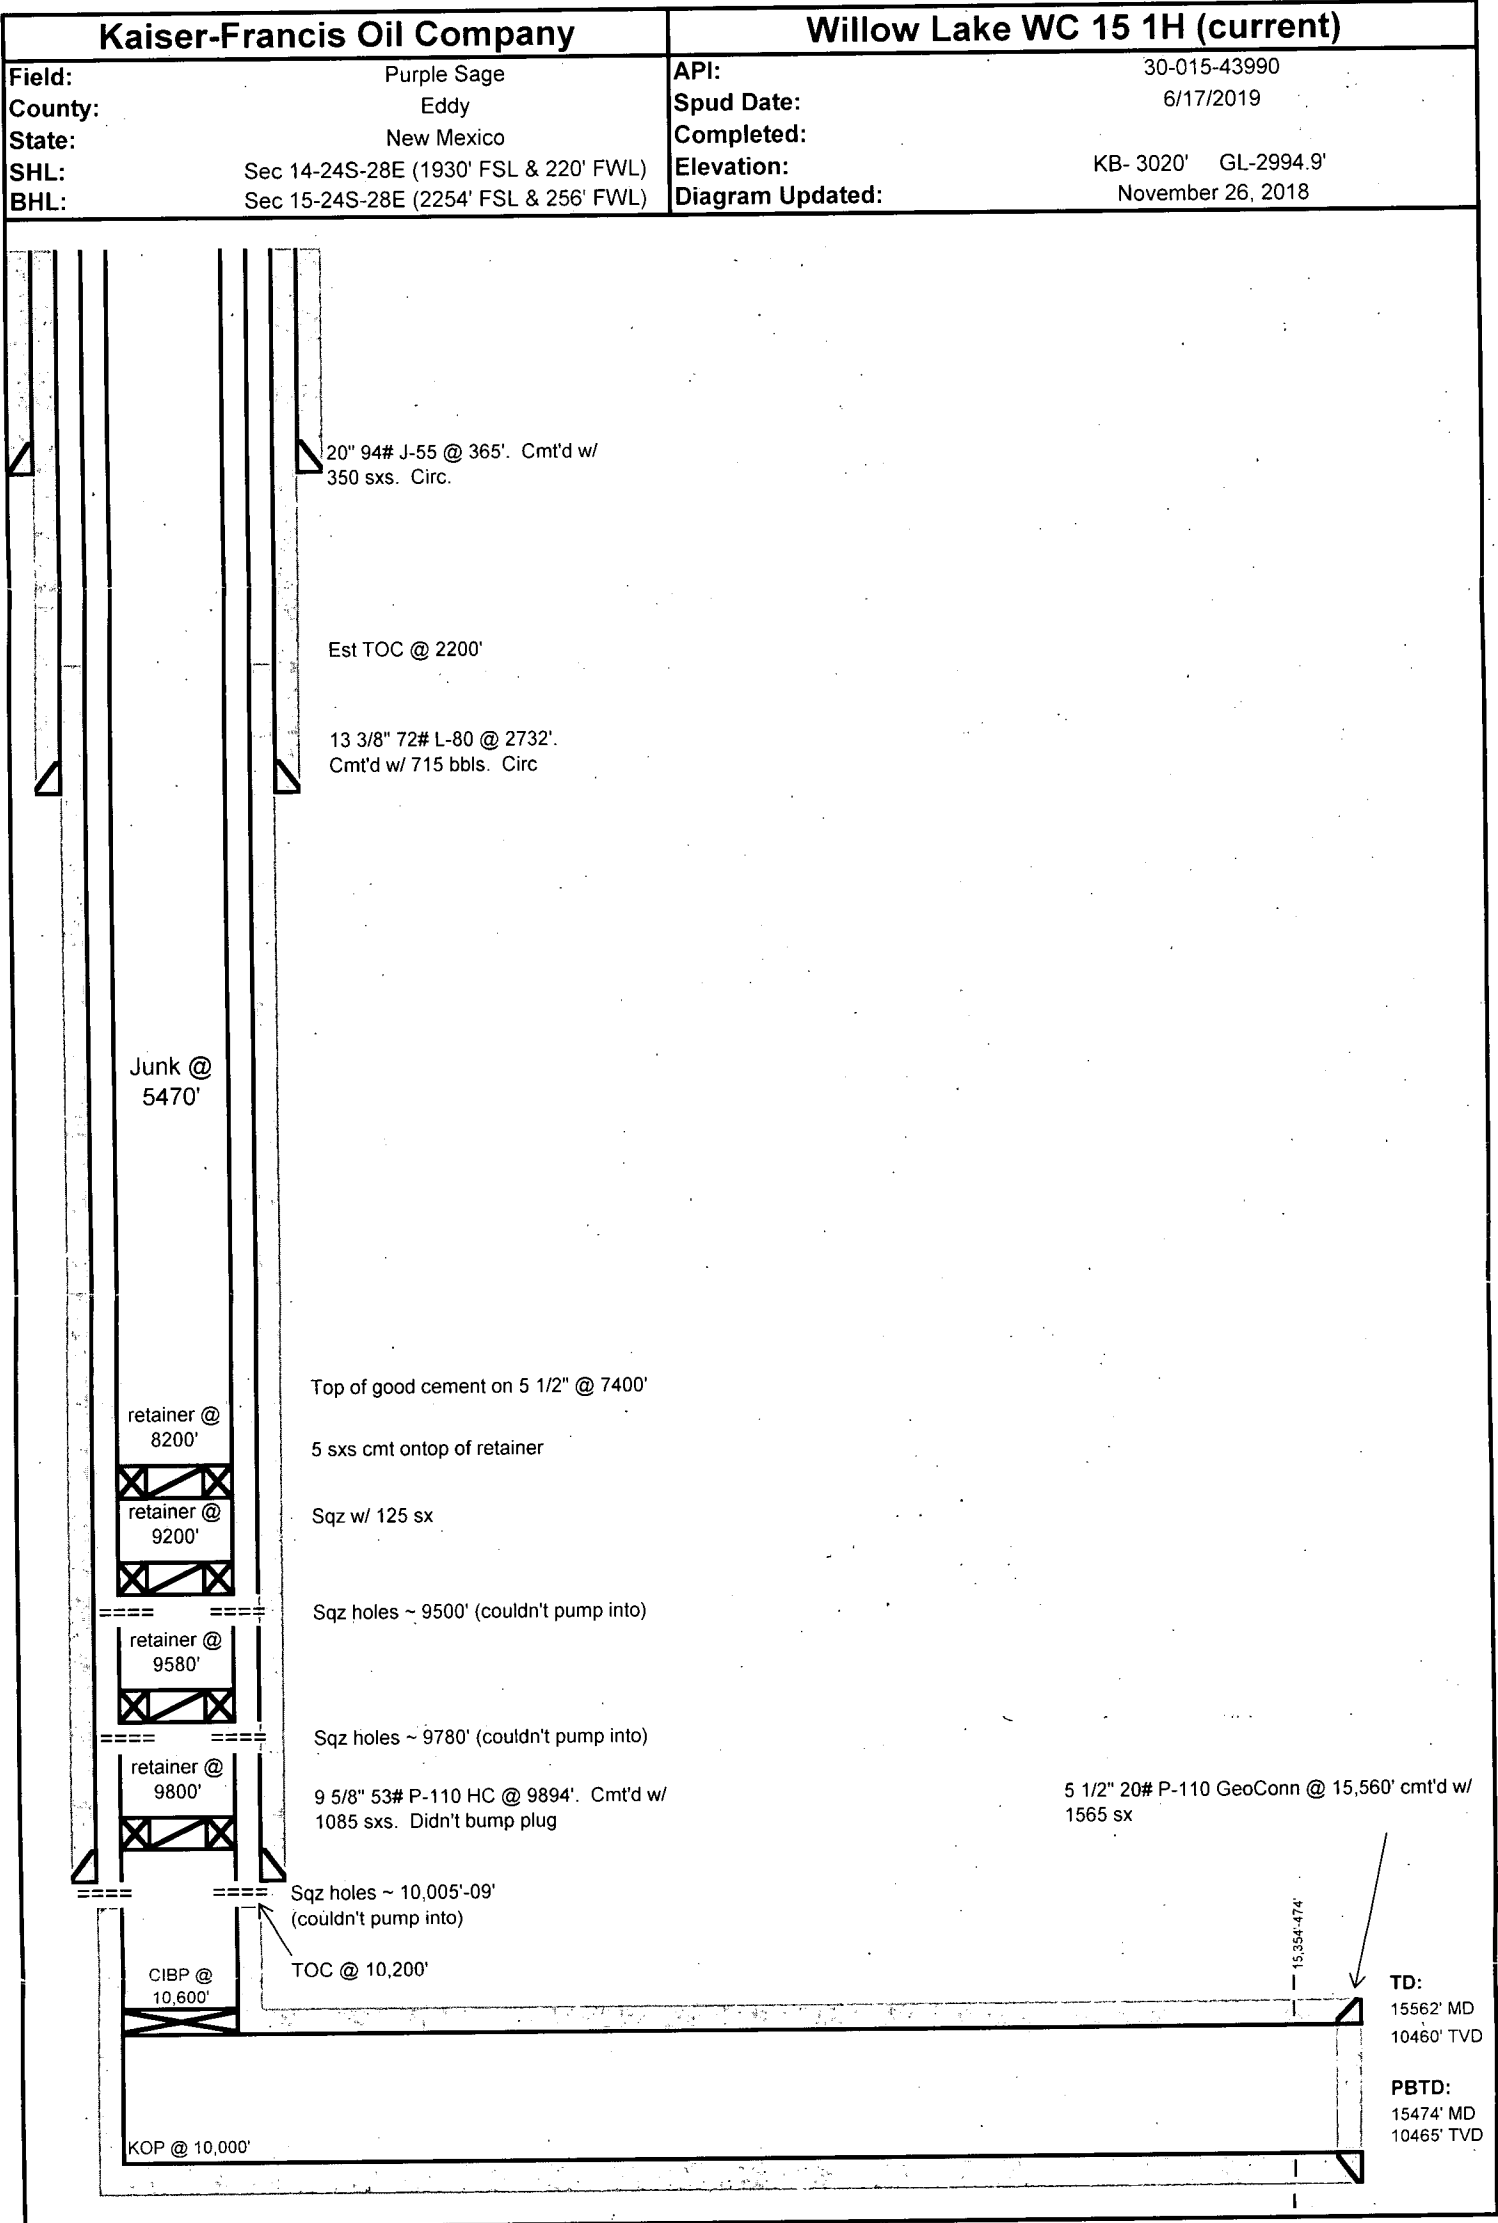 Kaiser-Francis Oil Company
Willow Lake WC 15 1H (current)
Field: Purple Sage
County: Eddy
State: New Mexico
SHL: Sec 14-24S-28E (1930' FSL & 220' FWL)
BHL: Sec 15-24S-28E (2254' FSL & 256' FWL)
API: 30-015-43990
Spud Date: 6/17/2019
Completed:
Elevation: KB- 3020' GL-2994.9'
Diagram Updated: November 26, 2018
20" 94# J-55 @ 365'. Cmt'd w/
350 sxs. Circ.
Est TOC @ 2200'
13 3/8" 72# L-80 @ 2732'.
Cmt'd w/ 715 bbls. Circ
Junk @
5470'
Top of good cement on 5 1/2" @ 7400'
retainer @
8200'
5 sxs cmt ontop of retainer
retainer @
9200'
Sqz w/ 125 sx
==== ==== Sqz holes ~ 9500' (couldn't pump into)
retainer @
9580'
==== ==== Sqz holes ~ 9780' (couldn't pump into)
retainer @
9800'
9 5/8" 53# P-110 HC @ 9894'. Cmt'd w/
1085 sxs. Didn't bump plug
5 1/2" 20# P-110 GeoConn @ 15,560' cmt'd w/
1565 sx
==== ==== Sqz holes ~ 10,005'-09'
(couldn't pump into)
TOC @ 10,200'
CIBP @
10,600'
15,354'-474'
TD:
15562' MD
10460' TVD
PBTD:
15474' MD
10465' TVD
KOP @ 10,000'